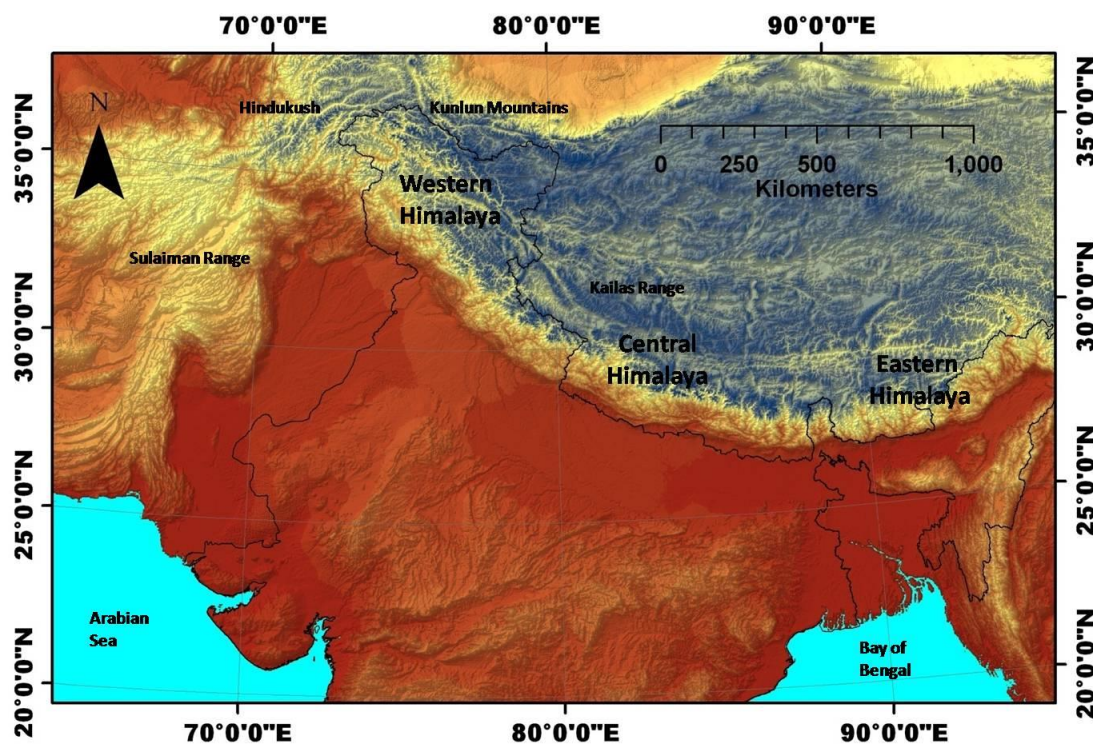 70°0'0"E 80°0'0"E 90°0'0"E
N
Hindukush
Kunlun Mountains
35°0'0"N
35°0'0"N
0 250 500 1,000
Kilometers
Western
Himalaya
Sulaiman Range
Kailas Range
30°0'0"N
30°0'0"N
Central
Himalaya
Eastern
Himalaya
25°0'0"N
25°0'0"N
Arabian
Sea
Bay of
Bengal
20°0'0"N
20°0'0"N
70°0'0"E 80°0'0"E 90°0'0"E